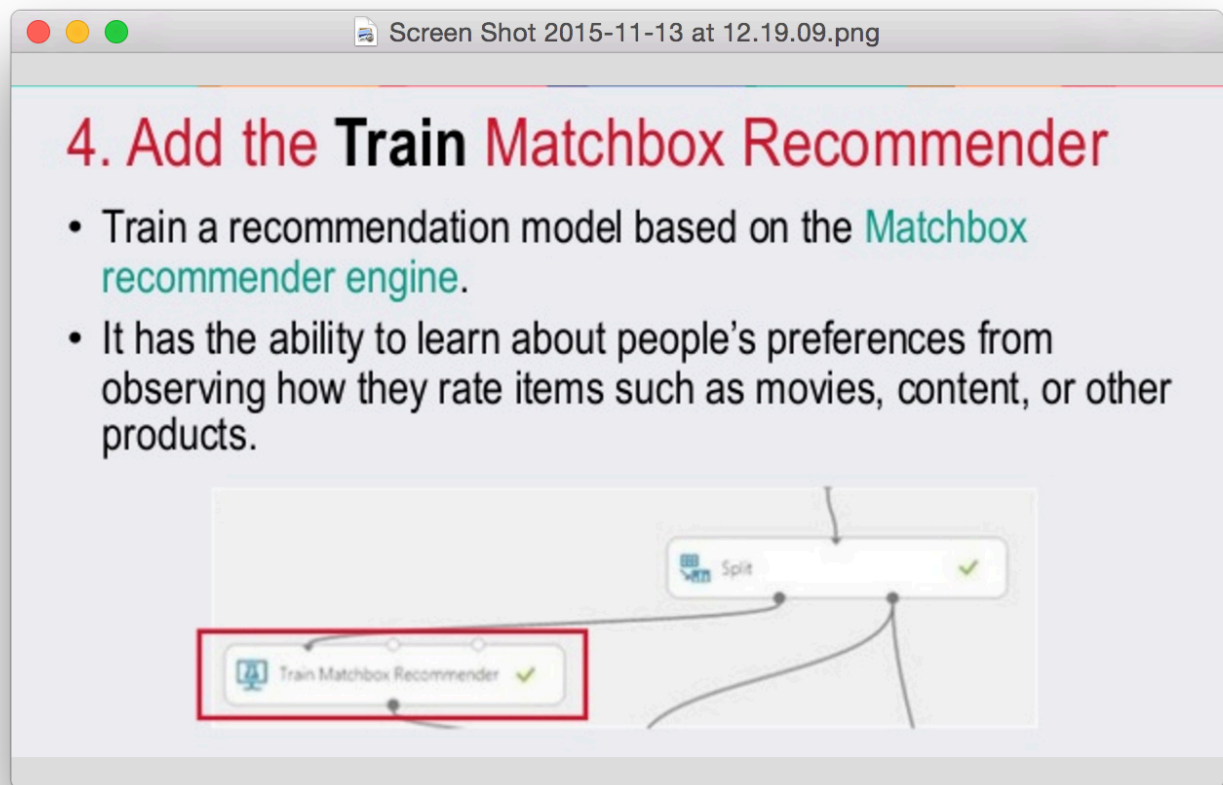 Screen Shot 2015-11-13 at 12.19.09.png
4. Add the Train Matchbox Recommender
• Train a recommendation model based on the Matchbox
recommender engine.
• It has the ability to learn about people’s preferences from
observing how they rate items such as movies, content, or other
products.
Split
Train Matchbox Recommender